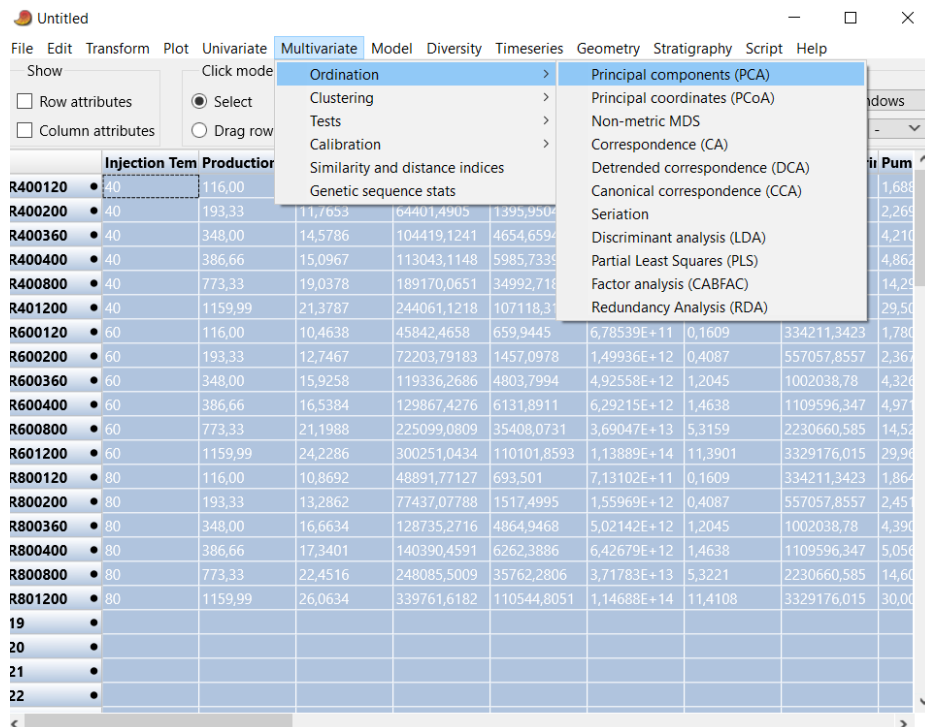 Untitled
File Edit Transform Plot Univariate Multivariate Model Diversity Timeseries Geometry Stratigraphy Script Help
Show Click mode
Row attributes Select
Column attributes Drag row
Ordination
Clustering
Tests
Calibration
Similarity and distance indices
Genetic sequence stats
Principal components (PCA)
Principal coordinates (PCoA)
Non-metric MDS
Correspondence (CA)
Detrended correspondence (DCA)
Canonical correspondence (CCA)
Seriation
Discriminant analysis (LDA)
Partial Least Squares (PLS)
Factor analysis (CABFAC)
Redundancy Analysis (RDA)
ndows
-
Injection Tem Production Pum
R400120 40 116,00 1,688
R400200 40 193,33 11,7653 64401,4905 1395,9504 2,269
R400360 40 348,00 14,5786 104419,1241 4654,6594 4,210
R400400 40 386,66 15,0967 113043,1148 5985,7339 4,862
R400800 40 773,33 19,0378 189170,0651 34992,718 14,29
R401200 40 1159,99 21,3787 244061,1218 107118,31 29,50
R600120 60 116,00 10,4638 45842,4658 659,9445 6,78539E+11 0,1609 334211,3423 1,780
R600200 60 193,33 12,7467 72203,79183 1457,0978 1,49936E+12 0,4087 557057,8557 2,367
R600360 60 348,00 15,9258 119336,2686 4803,7994 4,92558E+12 1,2045 1002038,78 4,326
R600400 60 386,66 16,5384 129867,4276 6131,8911 6,29215E+12 1,4638 1109596,347 4,971
R600800 60 773,33 21,1988 225099,0809 35408,0731 3,69047E+13 5,3159 2230660,585 14,52
R601200 60 1159,99 24,2286 300251,0434 110101,8593 1,13889E+14 11,3901 3329176,015 29,96
R800120 80 116,00 10,8692 48891,77127 693,501 7,13102E+11 0,1609 334211,3423 1,864
R800200 80 193,33 13,2862 77437,07788 1517,4995 1,55969E+12 0,4087 557057,8557 2,451
R800360 80 348,00 16,6634 128735,2716 4864,9468 5,02142E+12 1,2045 1002038,78 4,390
R800400 80 386,66 17,3401 140390,4591 6262,3886 6,42679E+12 1,4638 1109596,347 5,056
R800800 80 773,33 22,4516 248085,5009 35762,2806 3,71783E+13 5,3221 2230660,585 14,60
R801200 80 1159,99 26,0634 339761,6182 110544,8051 1,14688E+14 11,4108 3329176,015 30,00
19
20
21
22